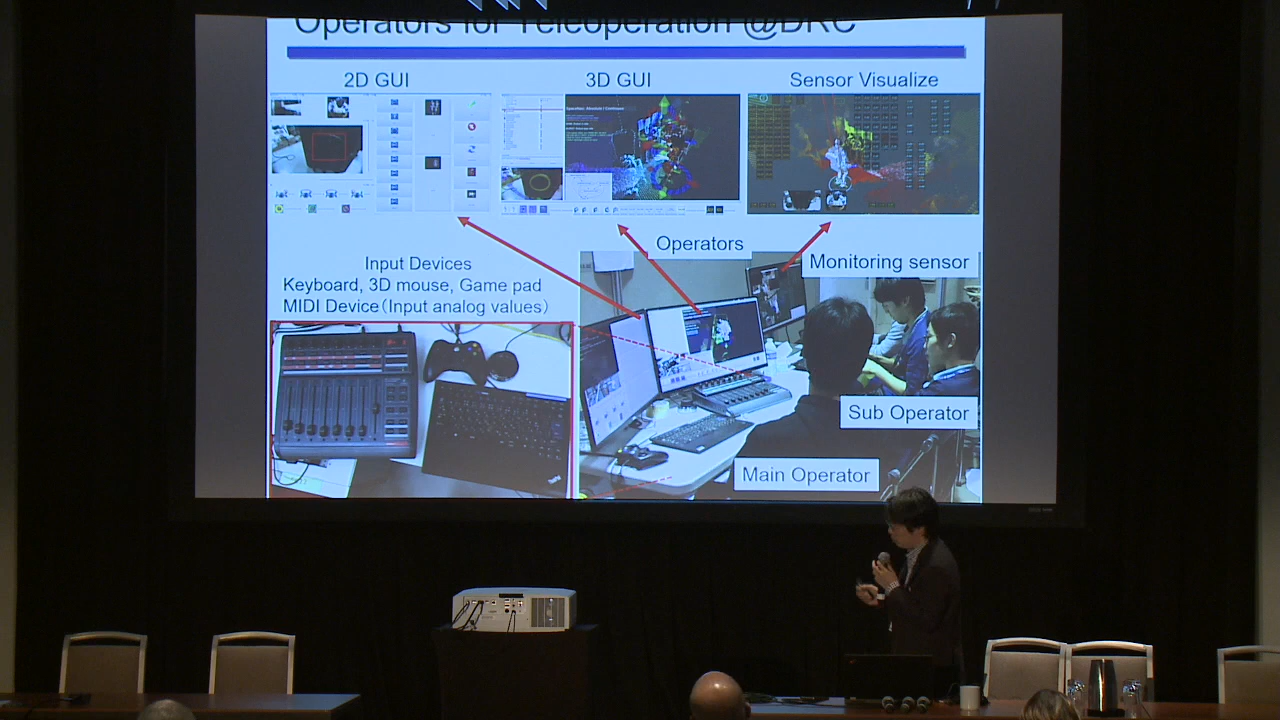 Operators for Teleoperation @DRC
2D GUI
3D GUI
Sensor Visualize
Operators
Monitoring sensor
Input Devices
Keyboard, 3D mouse, Game pad
MIDI Device(Input analog values)
Sub Operator
Main Operator